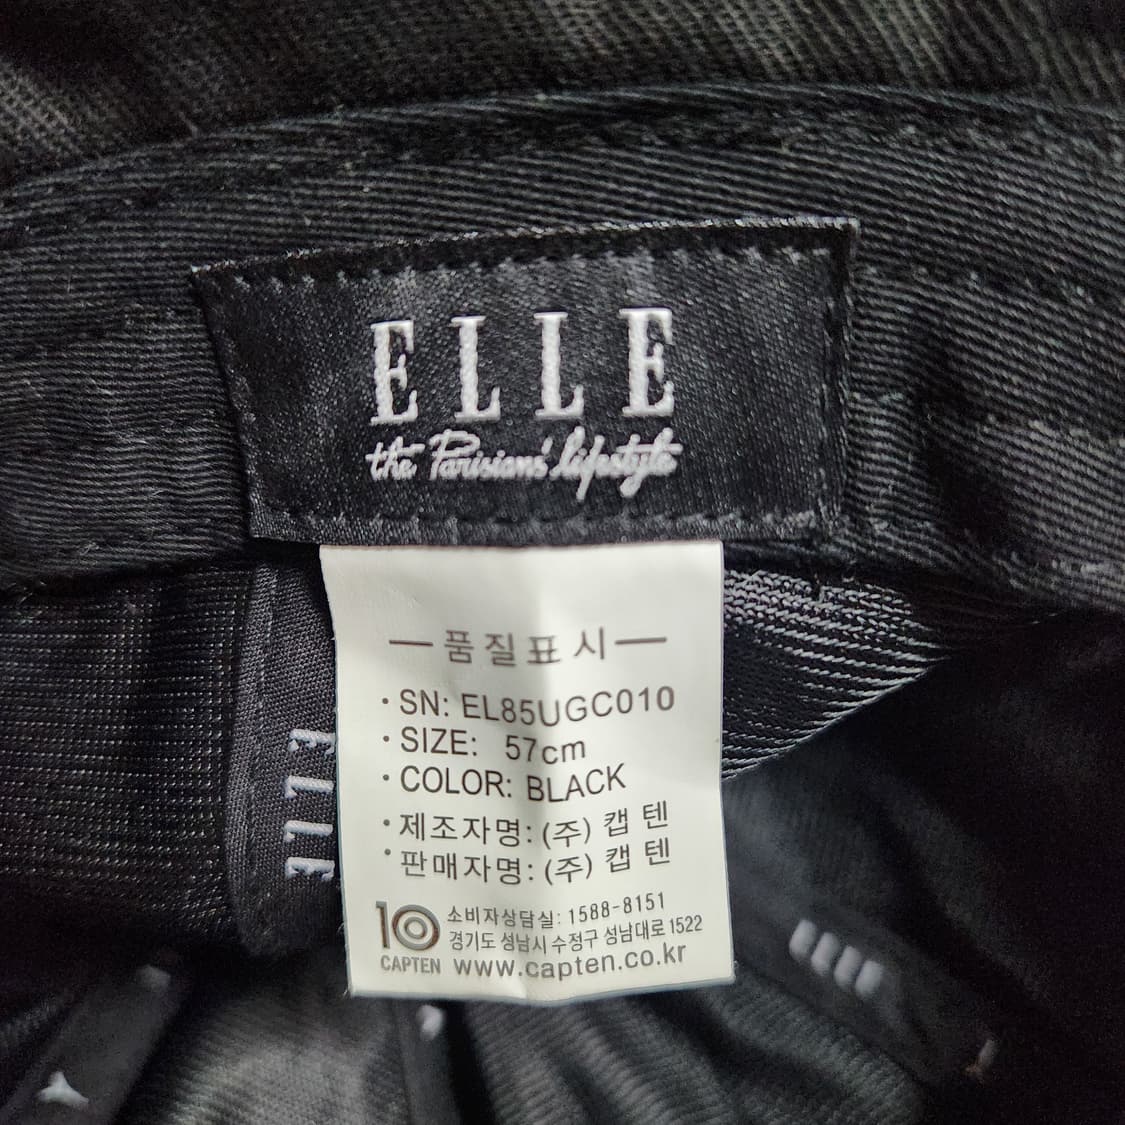 ELLE
the Parisians' lifestyle
품질표시
· SN: EL85UGC010
· SIZE: 57cm
· COLOR: BLACK
· 제조자명: (주) 캡 텐
· 판매자명: (주) 캡 텐
10
CAPTEN
소비자상담실: 1588-8151
경기도 성남시 수정구 성남대로 1522
www.capten.co.kr
ELLE